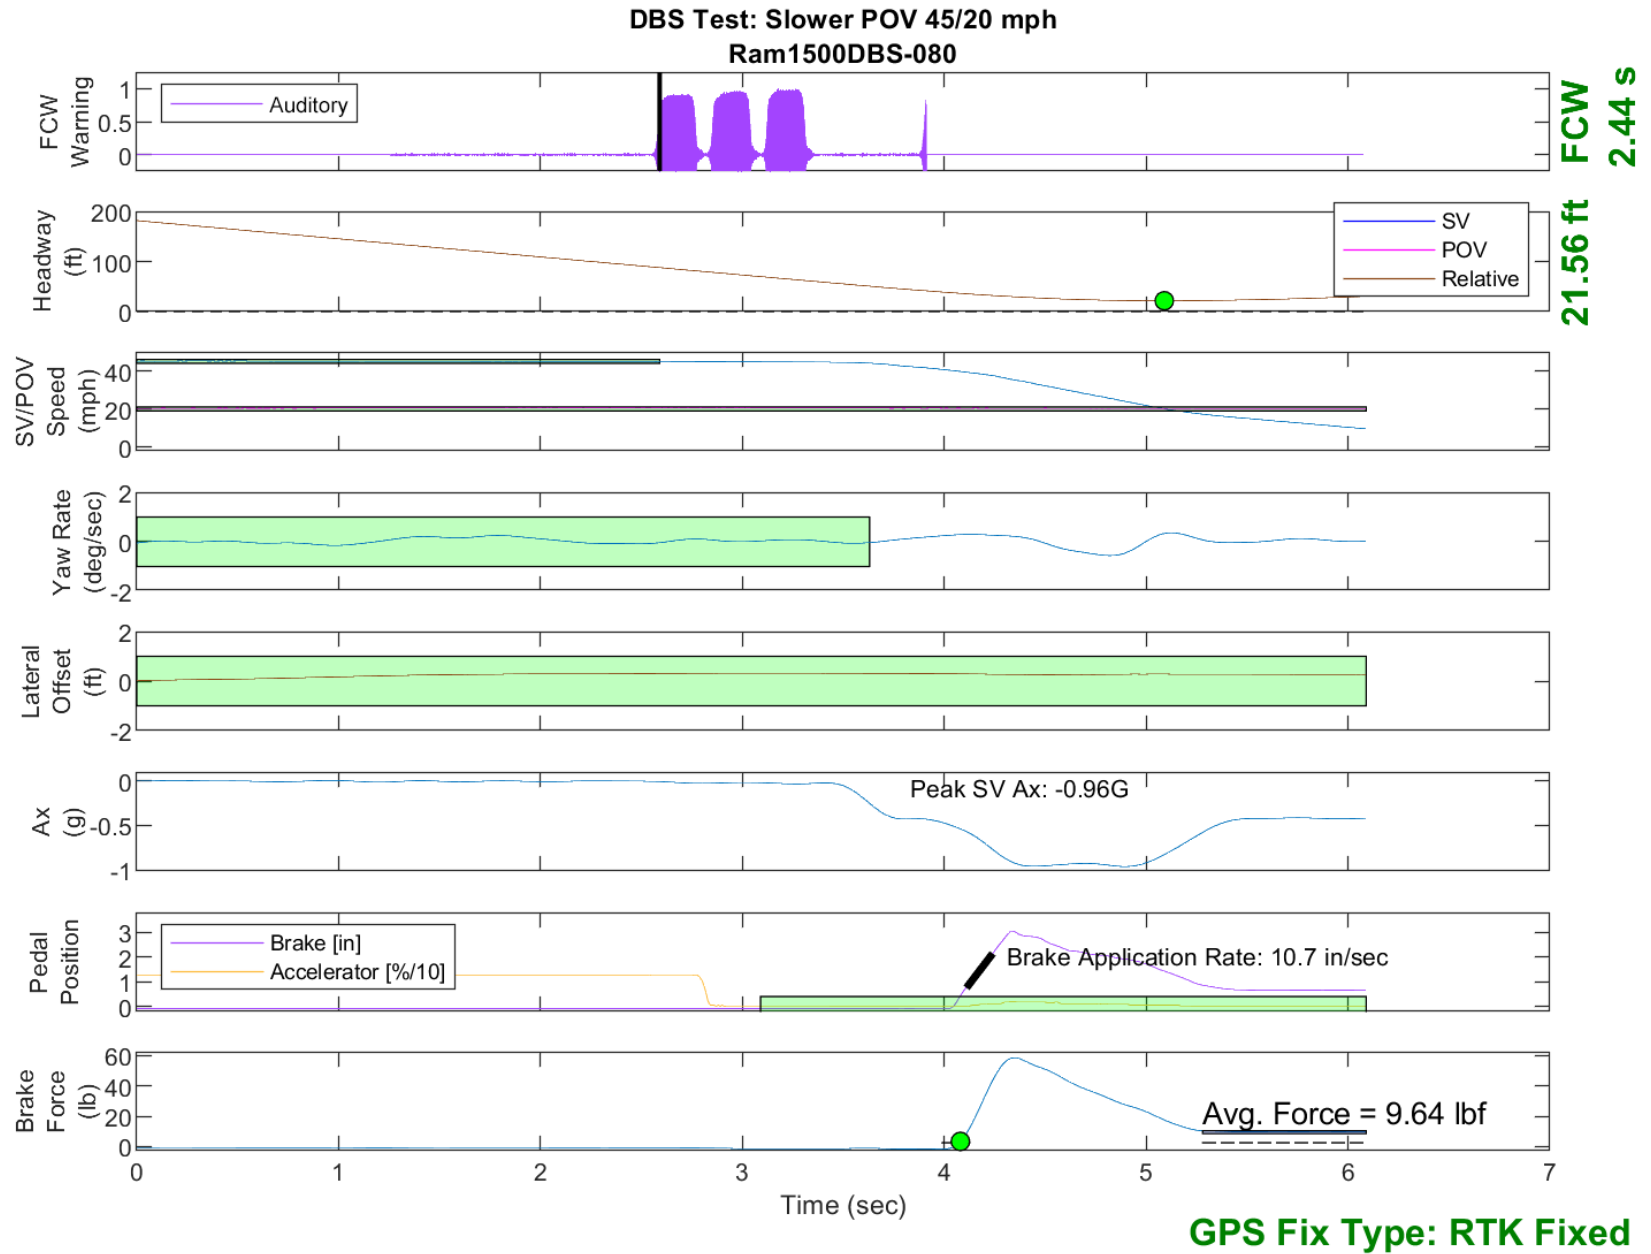 DBS Test: Slower POV 45/20 mph
Ram1500DBS-080
FCW
Warning
1
0.5
0
Auditory
FCW
2.44 s
Headway
(ft)
200
100
0
SV
POV
Relative
21.56 ft
SV/POV
Speed
(mph)
40
20
0
Yaw Rate
(deg/sec)
2
0
-2
Lateral
Offset
(ft)
2
0
-2
Ax
(g)
0
-0.5
-1
Peak SV Ax: -0.96G
Pedal
Position
3
2
1
0
Brake [in]
Accelerator [%/10]
Brake Application Rate: 10.7 in/sec
Brake
Force
(lb)
60
40
20
0
Avg. Force = 9.64 lbf
0 1 2 3 4 5 6 7
Time (sec)
GPS Fix Type: RTK Fixed